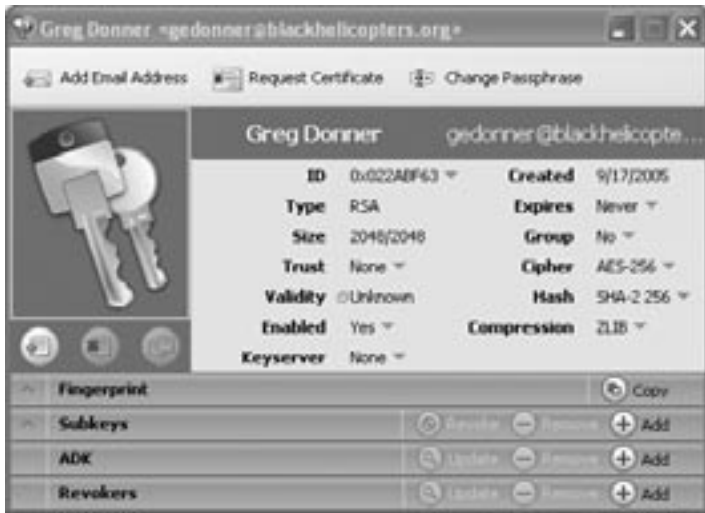 Greg Donner <gedonner@blackhelicopters.org>
Add Email Address Request Certificate Change Passphrase
Greg Donner gedonner@blackhelicopte...
ID 0x022ABF63 Created 9/17/2005
Type RSA Expires Never
Size 2048/2048 Group No
Trust None Cipher AES-256
Validity Unknown Hash SHA-2 256
Enabled Yes Compression ZLIB
Keyserver None
Fingerprint Copy
Subkeys Revoke Remove Add
ADK Update Remove Add
Revokers Update Remove Add